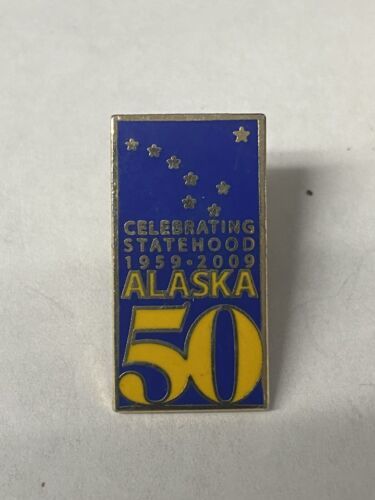 CELEBRATING
STATEHOOD
1959•2009
ALASKA
50